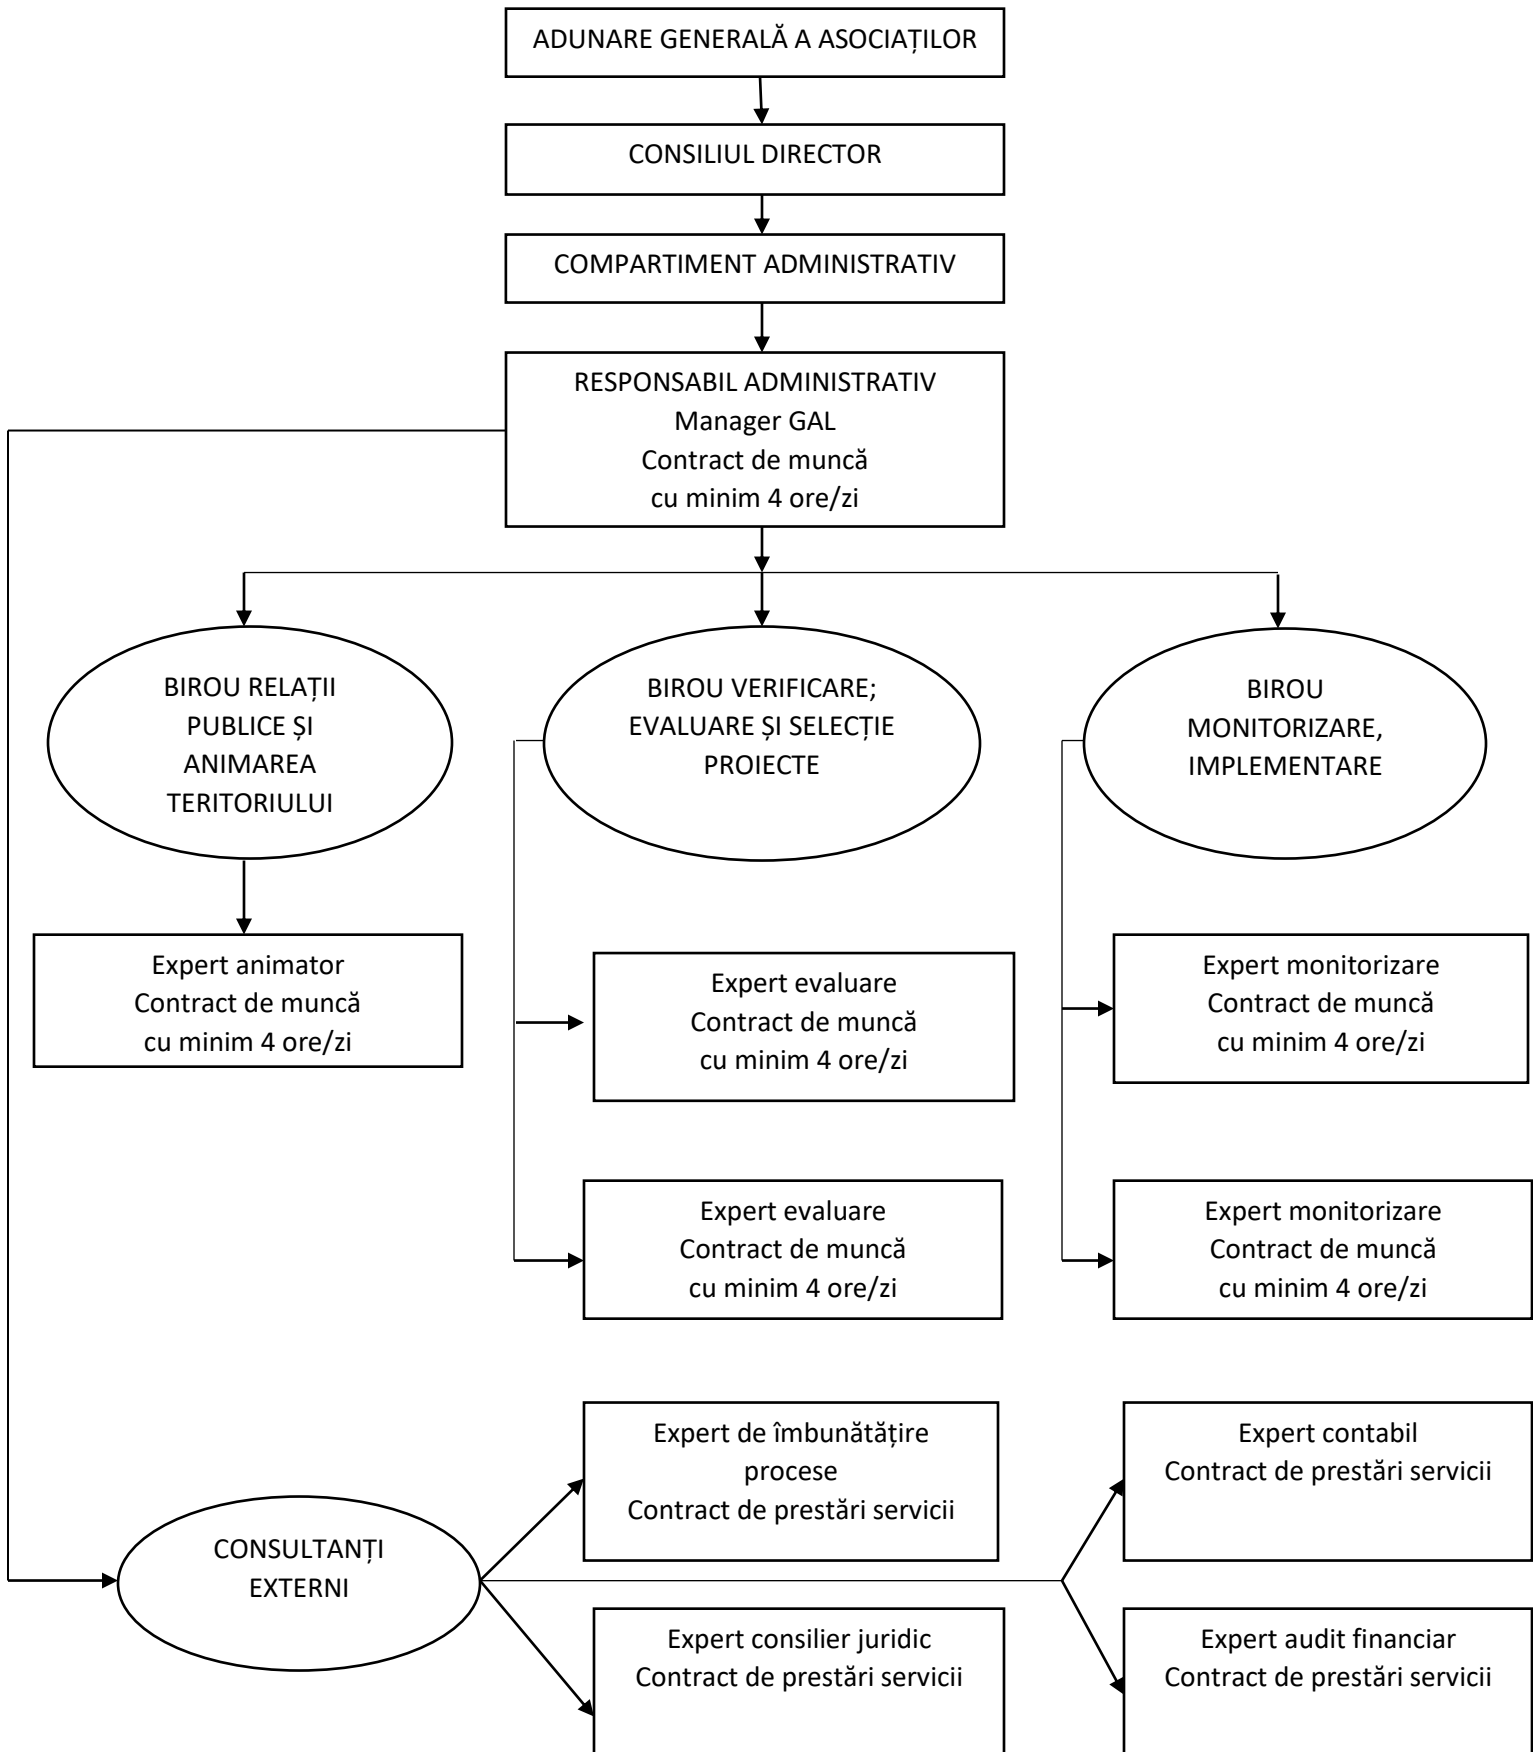 ADUNARE GENERALĂ A ASOCIAȚILOR
CONSILIUL DIRECTOR
COMPARTIMENT ADMINISTRATIV
RESPONSABIL ADMINISTRATIV
Manager GAL
Contract de muncă
cu minim 4 ore/zi
BIROU RELAȚII
PUBLICE ȘI
ANIMAREA
TERITORIULUI
BIROU VERIFICARE;
EVALUARE ȘI SELECȚIE
PROIECTE
BIROU
MONITORIZARE,
IMPLEMENTARE
Expert animator
Contract de muncă
cu minim 4 ore/zi
Expert evaluare
Contract de muncă
cu minim 4 ore/zi
Expert monitorizare
Contract de muncă
cu minim 4 ore/zi
Expert evaluare
Contract de muncă
cu minim 4 ore/zi
Expert monitorizare
Contract de muncă
cu minim 4 ore/zi
CONSULTANȚI
EXTERNI
Expert de îmbunătățire
procese
Contract de prestări servicii
Expert contabil
Contract de prestări servicii
Expert consilier juridic
Contract de prestări servicii
Expert audit financiar
Contract de prestări servicii